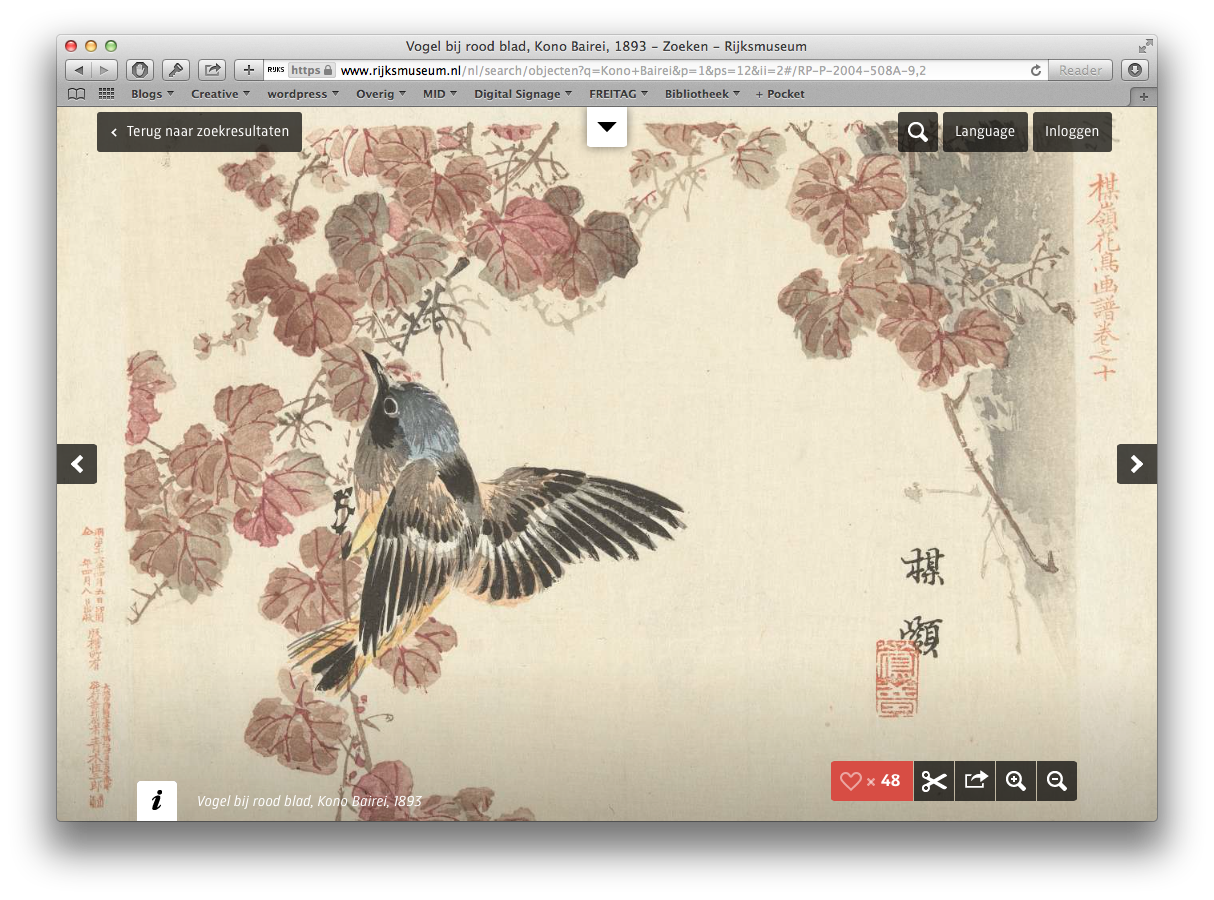 Vogel bij rood blad, Kono Bairei, 1893 – Zoeken – Rijksmuseum
RIJKS https www.rijksmuseum.nl/nl/search/objecten?q=Kono+Bairei&p=1&ps=12&ii=2#/RP-P-2004-508A-9,2 Reader
Blogs Creative wordpress Overig MID Digital Signage FREITAG Bibliotheek + Pocket
Terug naar zoekresultaten Language Inloggen
楳嶺花鳥画譜巻之十
楳
i Vogel bij rood blad, Kono Bairei, 1893
× 48